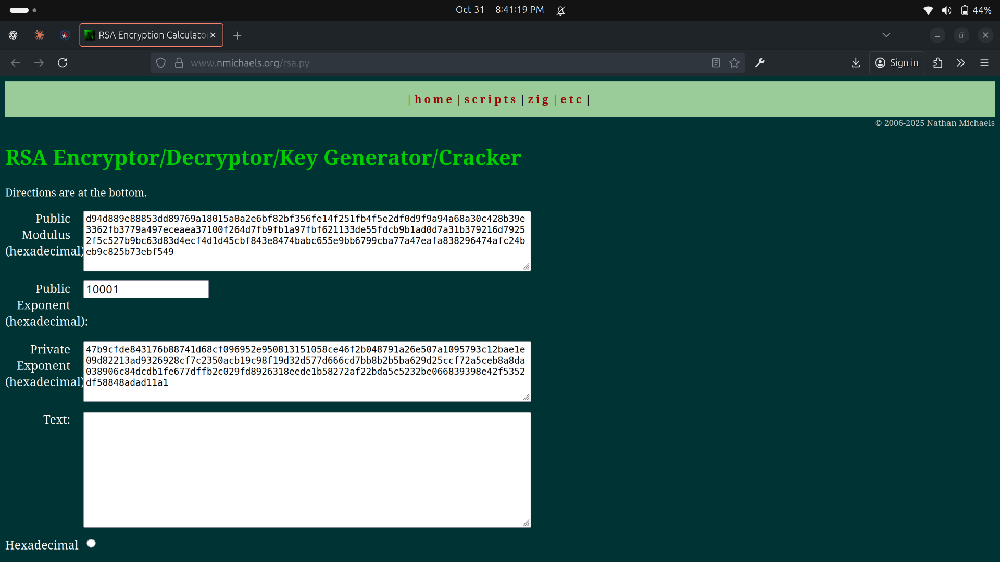 Oct 31 8:41:19 PM
44%
RSA Encryption Calculato
Sign in
www.nmichaels.org/rsa.py
| home | scripts | zig | etc |
© 2006-2025 Nathan Michaels
RSA Encryptor/Decryptor/Key Generator/Cracker
Directions are at the bottom.
Public Modulus (hexadecimal)
d94d889e88853dd89769a18015a0a2e6bf82bf356fe14f251fb4f5e2df0d9f9a94a68a30c428b39e
3362fb3779a497eceaea37100f264d7fb9fb1a97fbf621133de55fdcb9b1ad0d7a31b379216d7925
2f5c527b9bc63d83d4ecf4d1d45cbf843e8474babc655e9bb6799cba77a47eafa838296474afc24b
eb9c825b73ebf549
Public Exponent (hexadecimal):
10001
Private Exponent (hexadecimal)
47b9cfde843176b88741d68cf096952e950813151058ce46f2b048791a26e507a1095793c12bae1e
09d82213ad9326928cf7c2350acb19c98f19d32d577d666cd7bb8b2b5ba629d25ccf72a5ceb8a8da
038906c84dcdb1fe677dffb2c029fd8926318eede1b58272af22bda5c5232be066839398e42f5352
df58848adad11a1
Text:
Hexadecimal